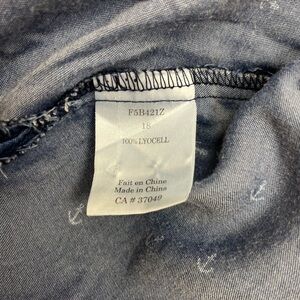 F5B421Z
18
100% LYOCELL
Fait en Chine
Made in China
CA # 37049